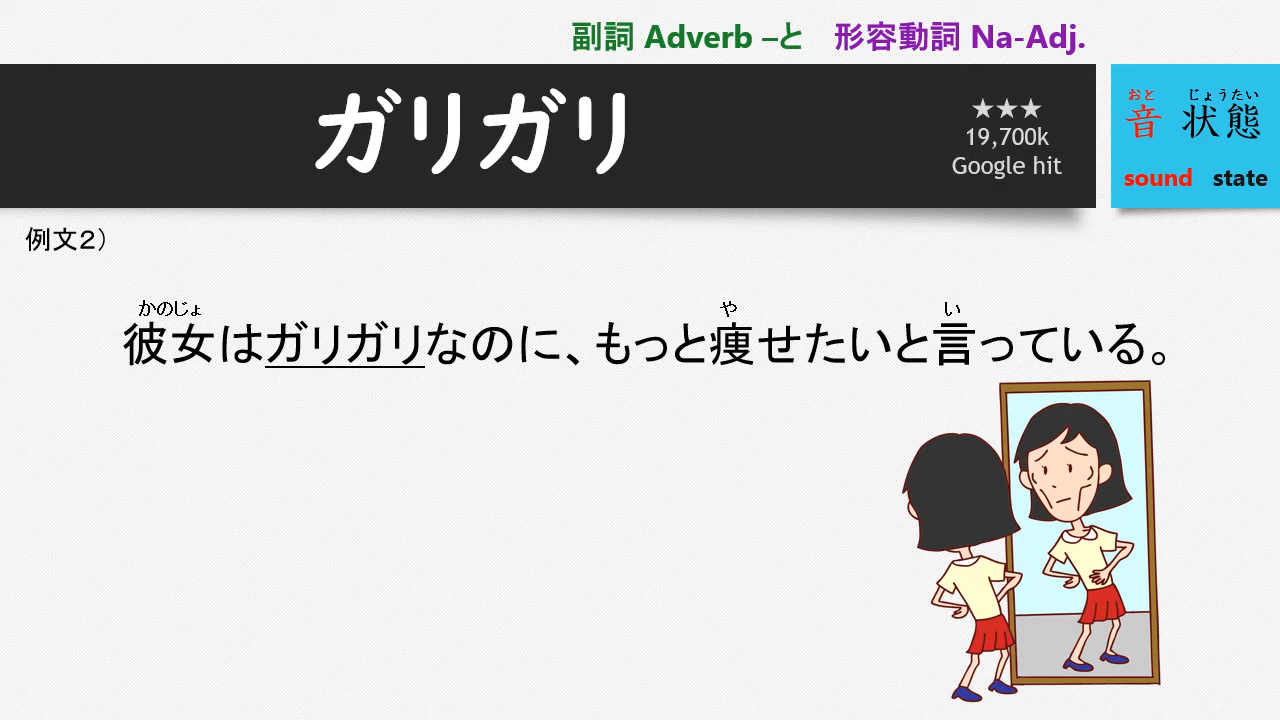 副詞 Adverb –と 形容動詞 Na-Adj.
ガリガリ
★★★
19,700k
Google hit
おと じょうたい
音 状態
sound state
例文２）
かのじょ や い
彼女はガリガリなのに、もっと痩せたいと言っている。